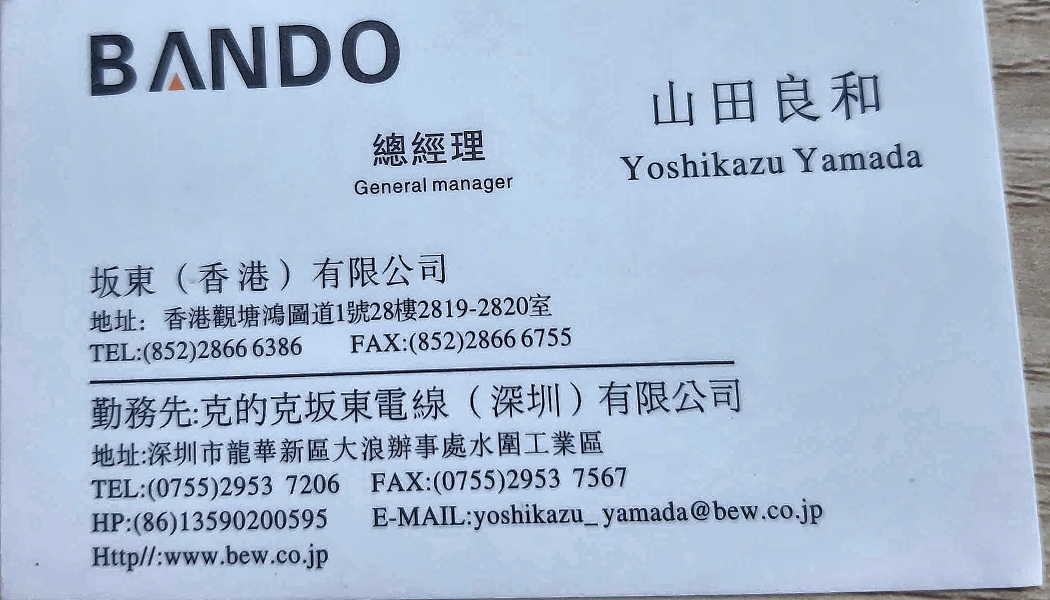 BANDO
山田良和
Yoshikazu Yamada
總經理
General manager
坂東（香港）有限公司
地址：香港觀塘鴻圖道1號28樓2819-2820室
TEL:(852)2866 6386 FAX:(852)2866 6755
勤務先:克的克坂東電線（深圳）有限公司
地址:深圳市龍華新區大浪辦事處水圍工業區
TEL:(0755)2953 7206 FAX:(0755)2953 7567
HP:(86)13590200595 E-MAIL:yoshikazu_yamada@bew.co.jp
Http//:www.bew.co.jp